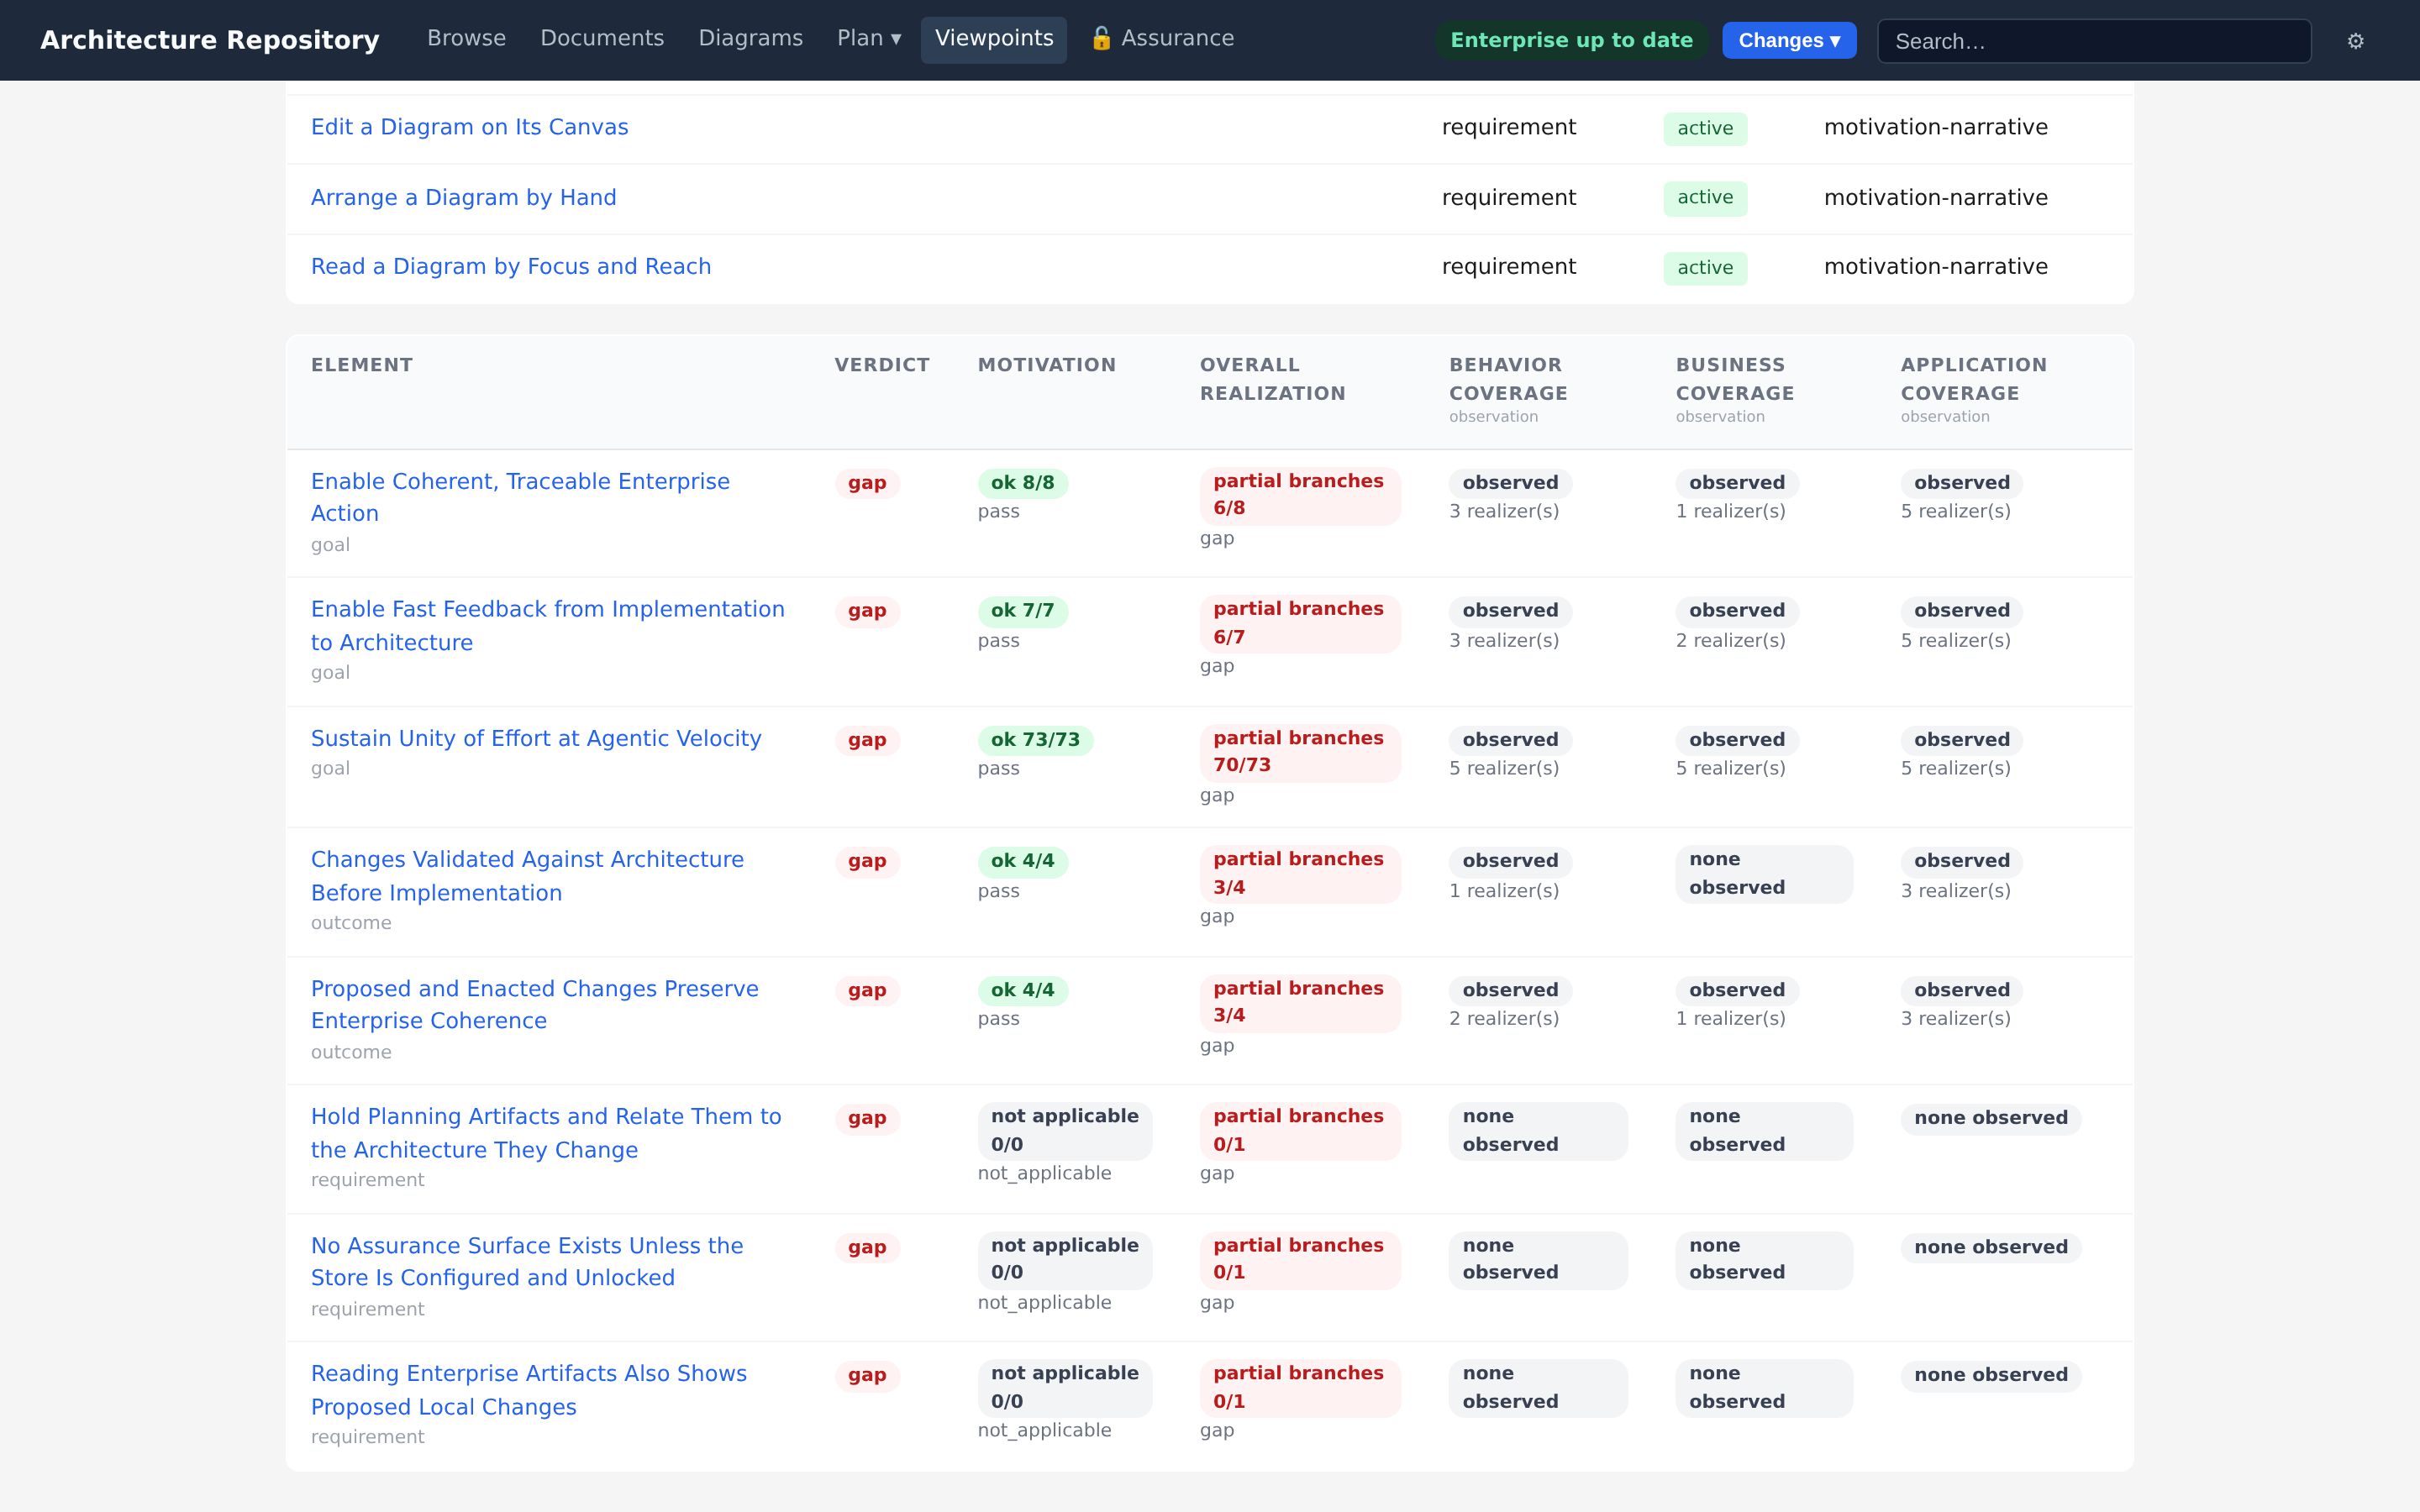 Architecture Repository Browse Documents Diagrams Plan ▾ Viewpoints 🔓 Assurance Enterprise up to date Changes ▾ Search… ⚙
Edit a Diagram on Its Canvas requirement active motivation-narrative
Arrange a Diagram by Hand requirement active motivation-narrative
Read a Diagram by Focus and Reach requirement active motivation-narrative
ELEMENT VERDICT MOTIVATION OVERALL BEHAVIOR BUSINESS APPLICATION
REALIZATION COVERAGE COVERAGE COVERAGE
observation observation observation
Enable Coherent, Traceable Enterprise gap ok 8/8 partial branches observed observed observed
Action pass 6/8 3 realizer(s) 1 realizer(s) 5 realizer(s)
goal gap
Enable Fast Feedback from Implementation gap ok 7/7 partial branches observed observed observed
to Architecture pass 6/7 3 realizer(s) 2 realizer(s) 5 realizer(s)
goal gap
Sustain Unity of Effort at Agentic Velocity gap ok 73/73 partial branches observed observed observed
goal pass 70/73 5 realizer(s) 5 realizer(s) 5 realizer(s)
gap
Changes Validated Against Architecture gap ok 4/4 partial branches observed none observed
Before Implementation pass 3/4 1 realizer(s) observed 3 realizer(s)
outcome gap
Proposed and Enacted Changes Preserve gap ok 4/4 partial branches observed observed observed
Enterprise Coherence pass 3/4 2 realizer(s) 1 realizer(s) 3 realizer(s)
outcome gap
Hold Planning Artifacts and Relate Them to gap not applicable partial branches none none none observed
the Architecture They Change 0/0 0/1 observed observed
requirement not_applicable gap
No Assurance Surface Exists Unless the gap not applicable partial branches none none none observed
Store Is Configured and Unlocked 0/0 0/1 observed observed
requirement not_applicable gap
Reading Enterprise Artifacts Also Shows gap not applicable partial branches none none none observed
Proposed Local Changes 0/0 0/1 observed observed
requirement not_applicable gap